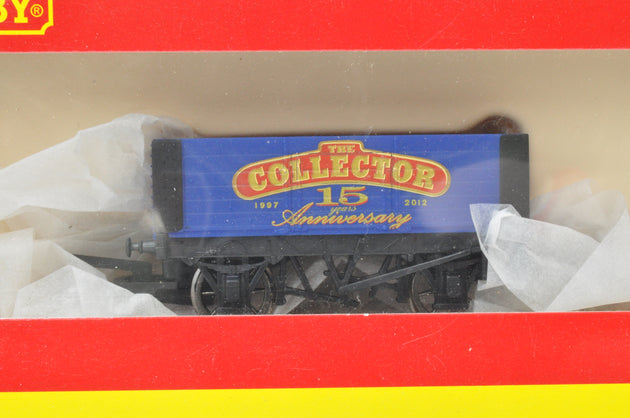 BY®
THE
COLLECTOR
15
1997 years 2012
Anniversary